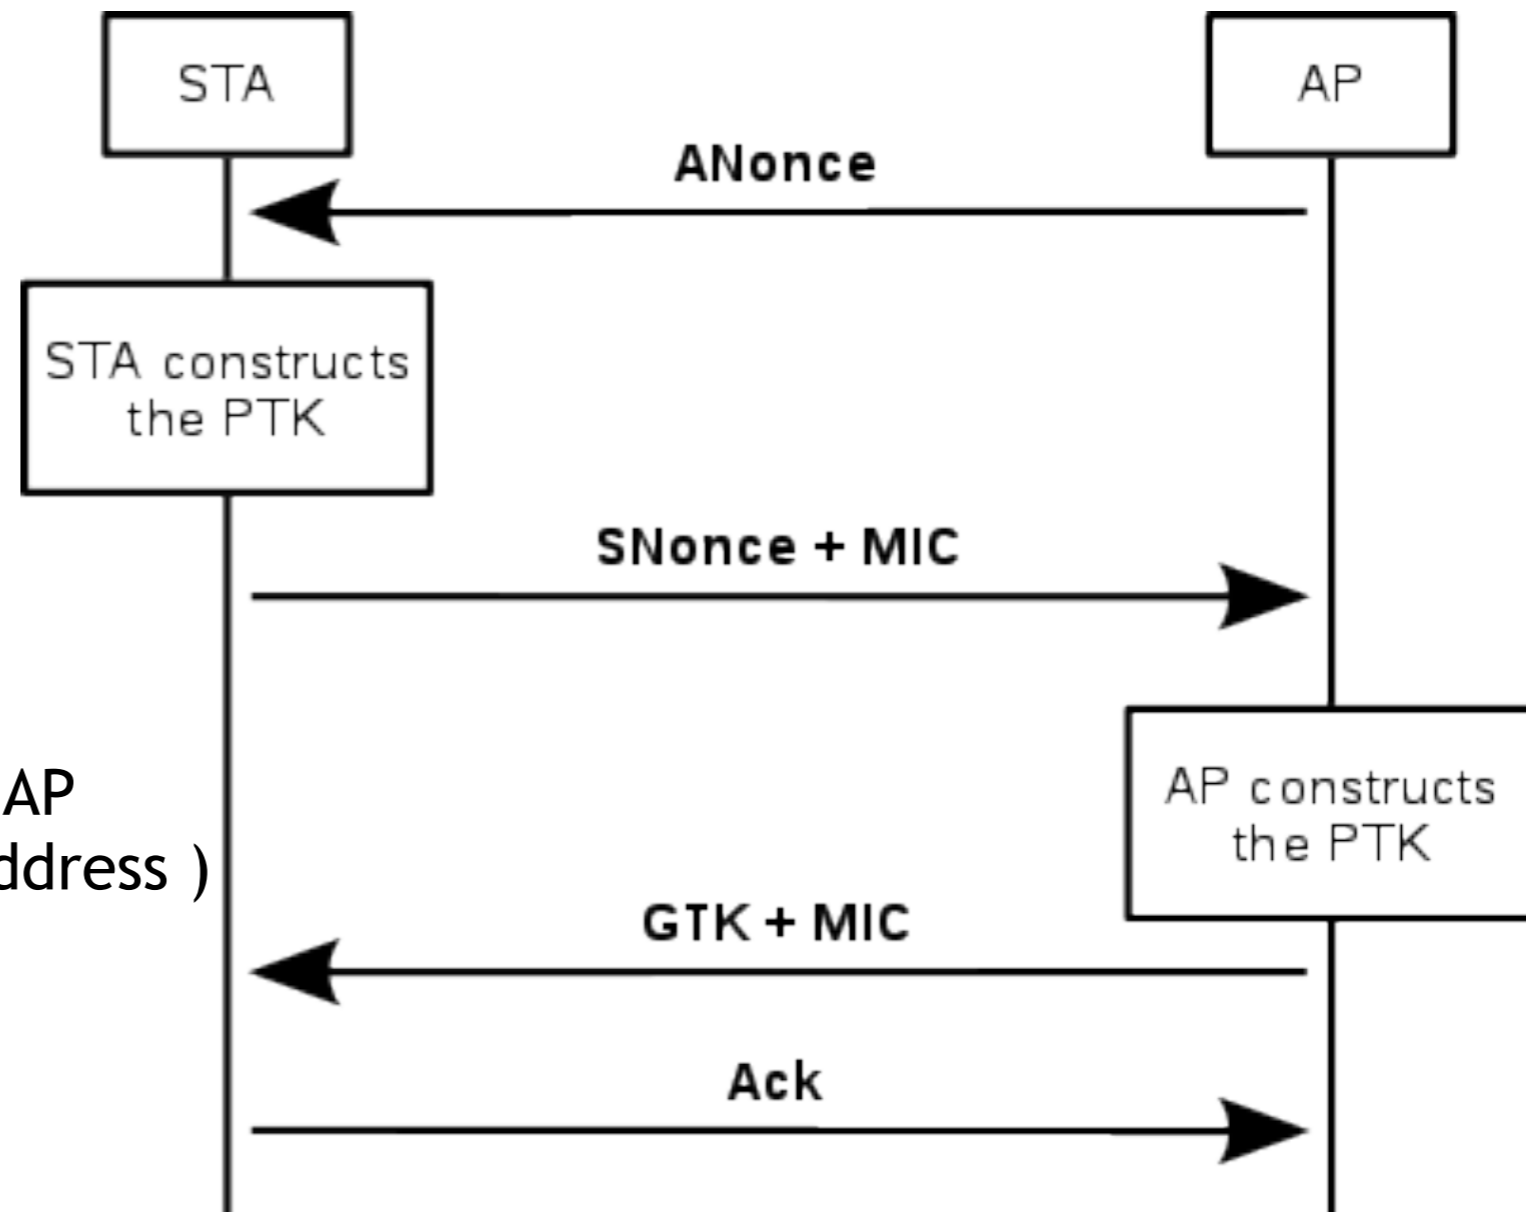 STA
AP
ANonce
STA constructs
the PTK
SNonce + MIC
AP
ddress )
AP constructs
the PTK
GTK + MIC
Ack